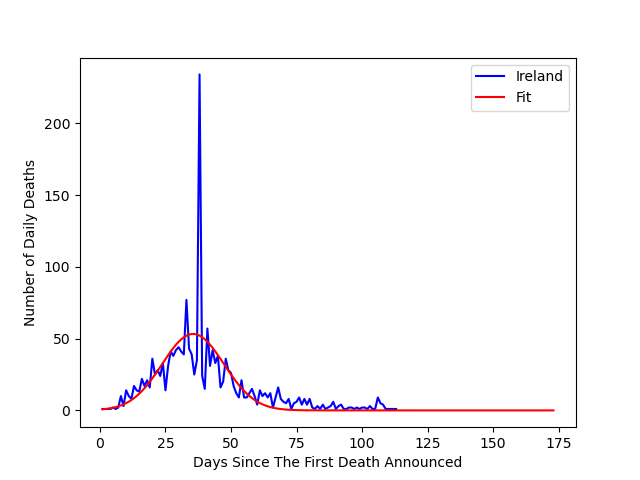 Ireland
Fit
200
150
100
50
0
Number of Daily Deaths
0 25 50 75 100 125 150 175
Days Since The First Death Announced